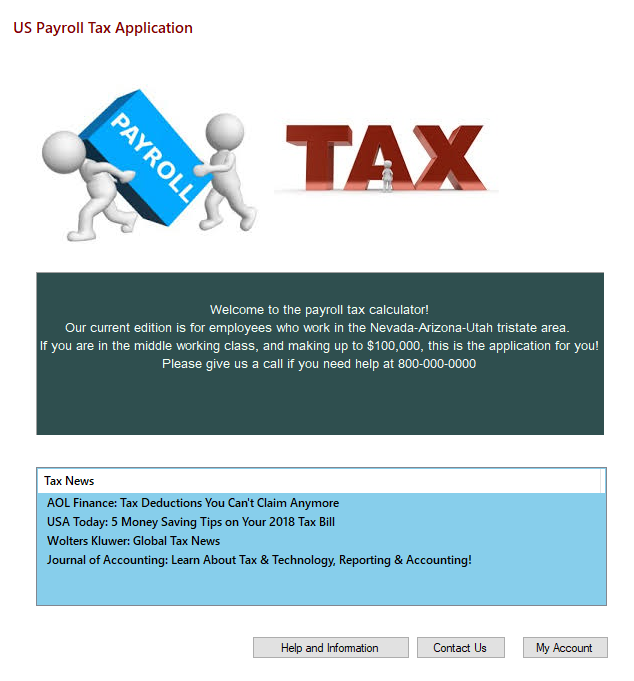 US Payroll Tax Application
PAYROLL
TAX
Welcome to the payroll tax calculator!
Our current edition is for employees who work in the Nevada-Arizona-Utah tristate area.
If you are in the middle working class, and making up to $100,000, this is the application for you!
Please give us a call if you need help at 800-000-0000
Tax News
AOL Finance: Tax Deductions You Can't Claim Anymore
USA Today: 5 Money Saving Tips on Your 2018 Tax Bill
Wolters Kluwer: Global Tax News
Journal of Accounting: Learn About Tax & Technology, Reporting & Accounting!
Help and Information
Contact Us
My Account